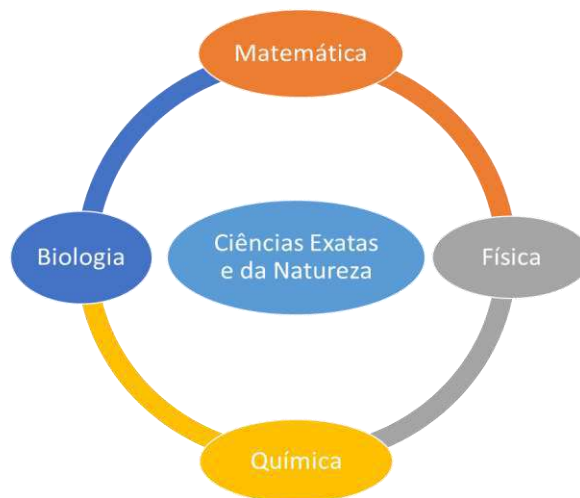 Matemática
Biologia
Ciências Exatas
e da Natureza
Física
Química